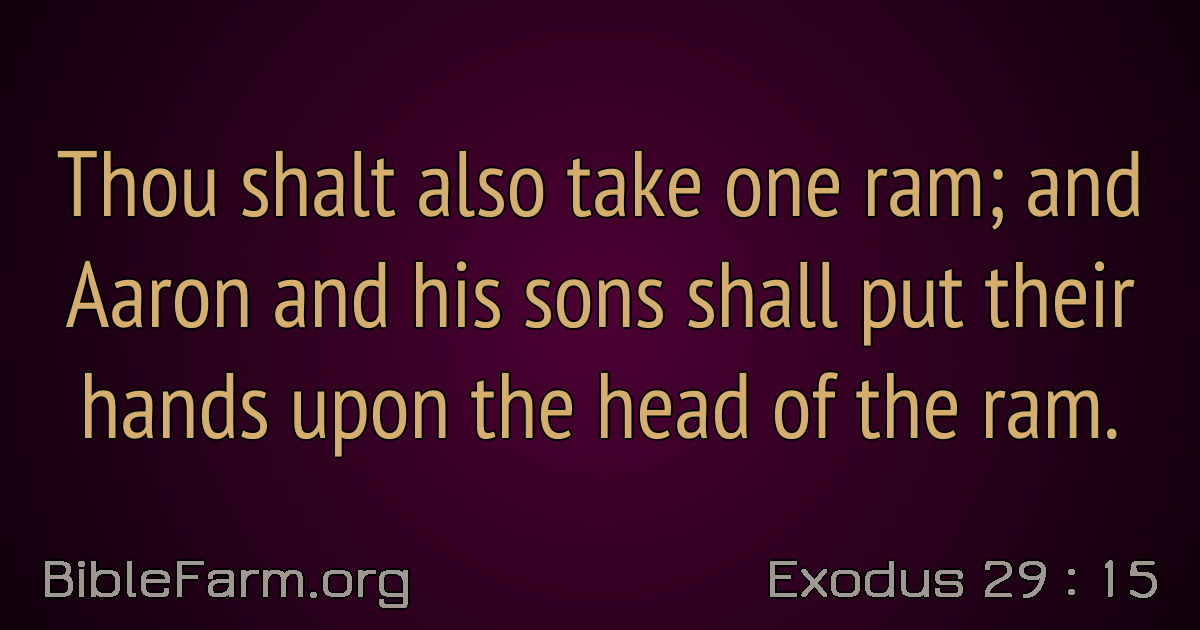 Thou shalt also take one ram; and
Aaron and his sons shall put their
hands upon the head of the ram.
BibleFarm.org
Exodus 29 : 15